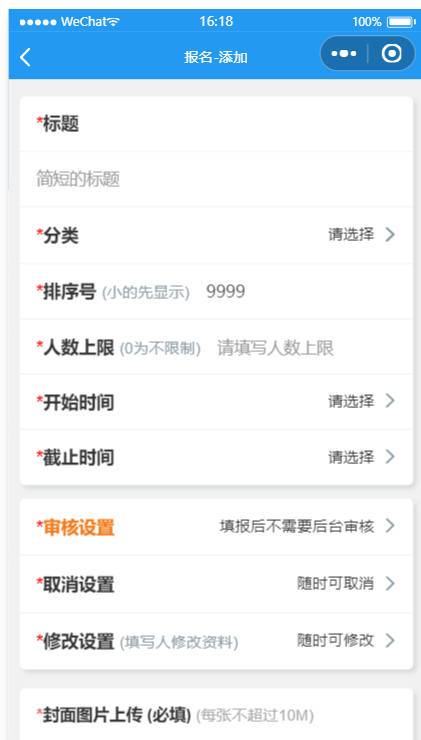 WeChat 16:18 100%
报名-添加
*标题
简短的标题
*分类 请选择
*排序号 (小的先显示) 9999
*人数上限 (0为不限制) 请填写人数上限
*开始时间 请选择
*截止时间 请选择
*审核设置 填报后不需要后台审核
*取消设置 随时可取消
*修改设置 (填写人修改资料) 随时可修改
*封面图片上传 (必填) (每张不超过10M)